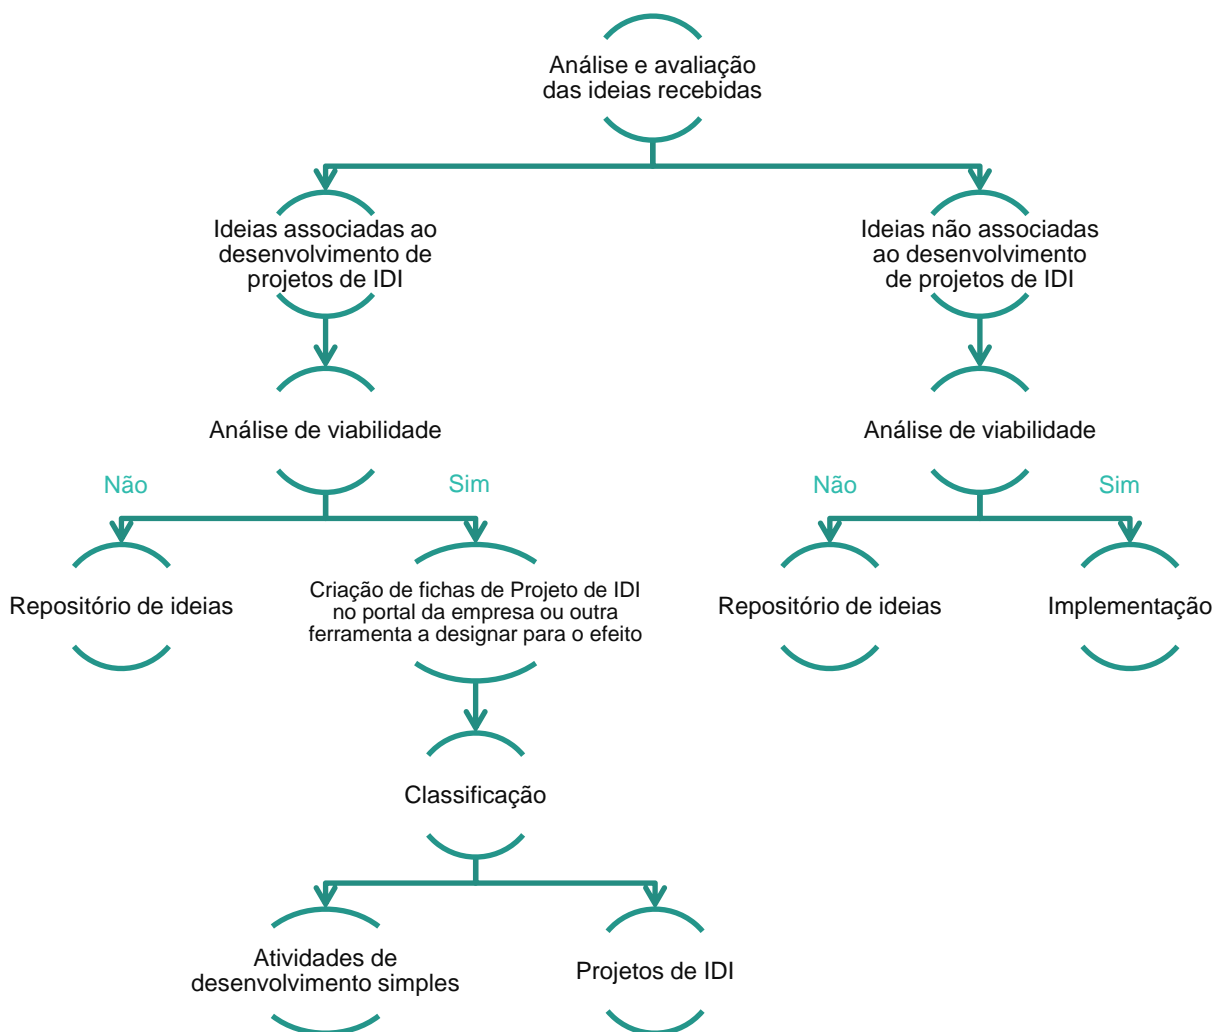 Análise e avaliação
das ideias recebidas
Ideias associadas ao
desenvolvimento de
projetos de IDI
Ideias não associadas
ao desenvolvimento
de projetos de IDI
Análise de viabilidade
Análise de viabilidade
Não
Sim
Não
Sim
Repositório de ideias
Criação de fichas de Projeto de IDI
no portal da empresa ou outra
ferramenta a designar para o efeito
Repositório de ideias
Implementação
Classificação
Atividades de
desenvolvimento simples
Projetos de IDI